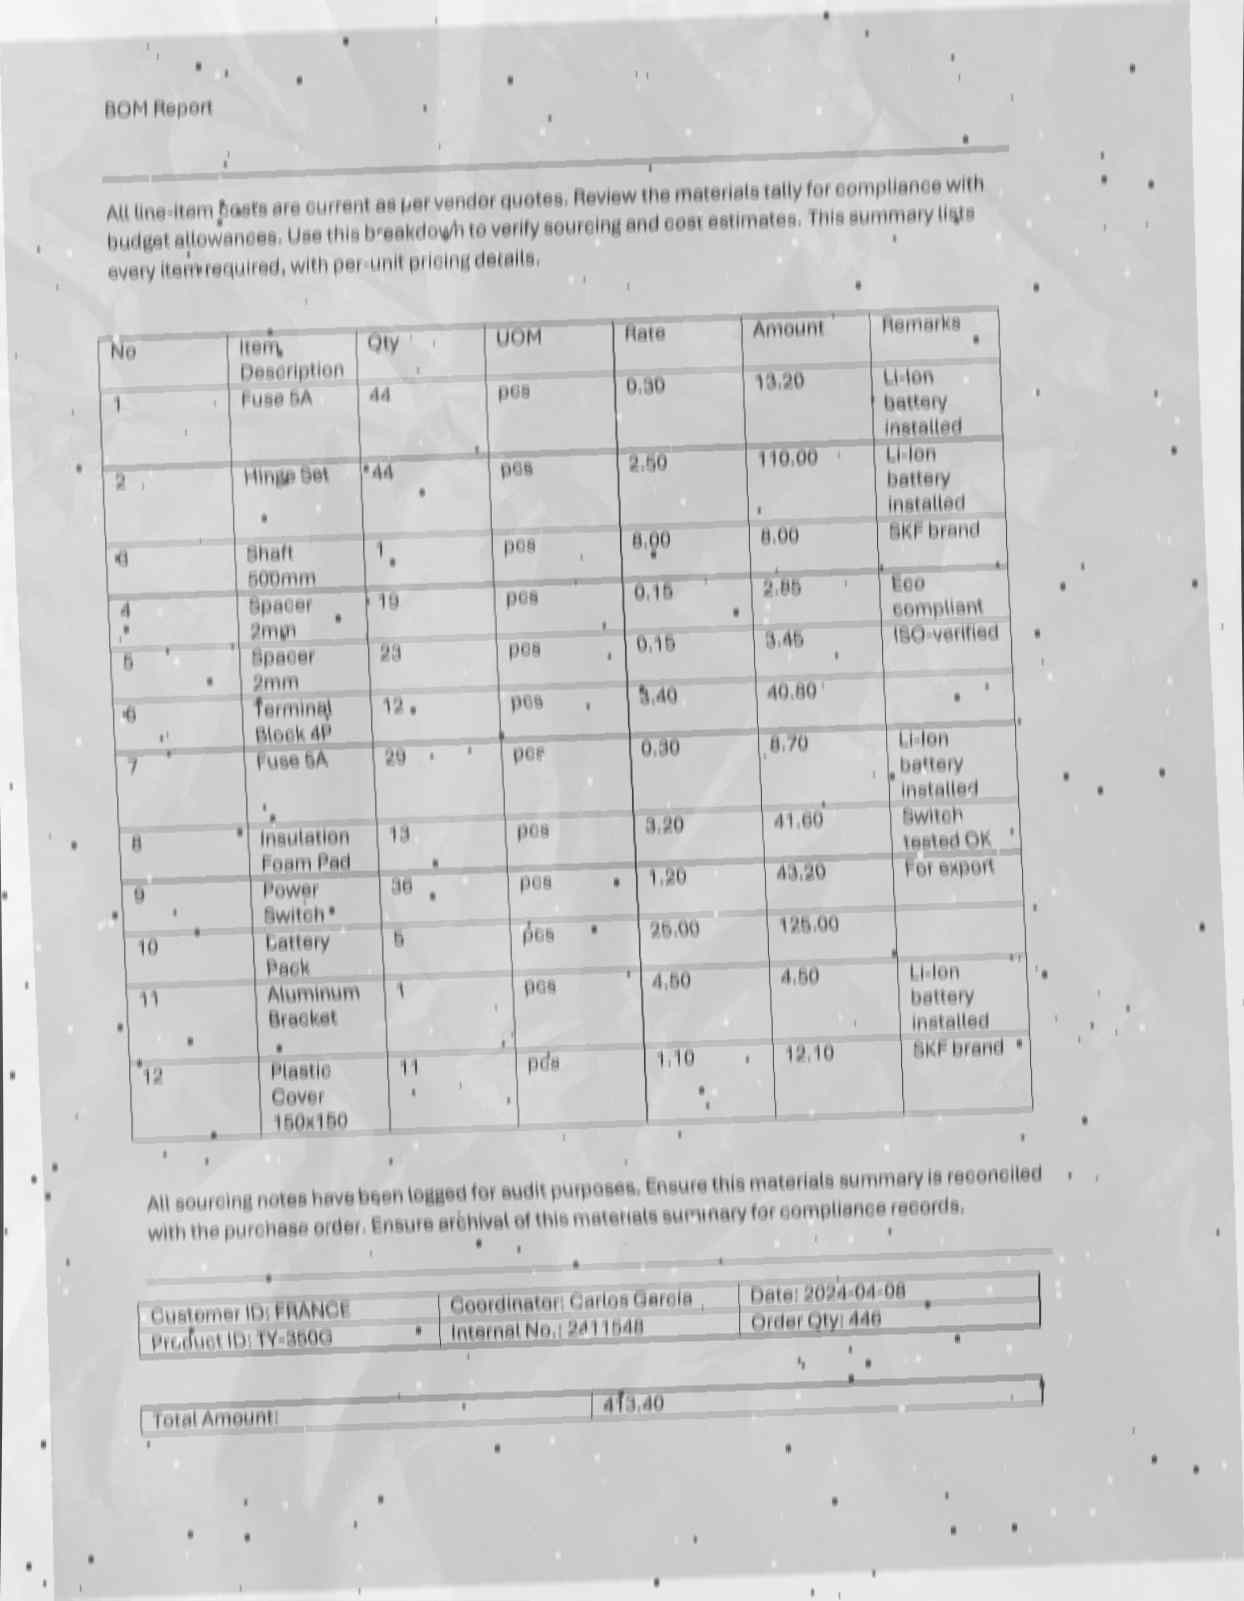 BOM Report
All line-item costs are current as per vendor quotes. Review the materials tally for compliance with
budget allowances. Use this breakdown to verify sourcing and cost estimates. This summary lists
every item required, with per-unit pricing details.
No Item Qty UOM Rate Amount Remarks
Description
1 Fuse 5A 44 pcs 0.30 13.20 Li-Ion
battery
installed
2 Hinge Set 44 pcs 2.50 110.00 Li-Ion
battery
installed
3 Shaft 1 pcs 8.00 8.00 SKF brand
500mm
4 Spacer 19 pcs 0.15 2.85 Eco
2mm compliant
5 Spacer 23 pcs 0.15 3.45 ISO-verified
2mm
6 Terminal 12 pcs 3.40 40.80
Block 4P
7 Fuse 5A 29 pcs 0.30 8.70 Li-Ion
battery
installed
8 Insulation 13 pcs 3.20 41.60 Switch
Foam Pad tested OK
9 Power 36 pcs 1.20 43.20 For export
Switch
10 Battery 5 pcs 25.00 125.00
Pack
11 Aluminum 1 pcs 4.50 4.50 Li-Ion
Bracket battery
installed
12 Plastic 11 pcs 1.10 12.10 SKF brand
Cover
150x150
All sourcing notes have been logged for audit purposes. Ensure this materials summary is reconciled
with the purchase order. Ensure archival of this materials summary for compliance records.
Customer ID: FRANCE Coordinator: Carlos Garcia Date: 2024-04-08
Product ID: TY-350G Internal No.: 2411548 Order Qty: 446
Total Amount: 413.40